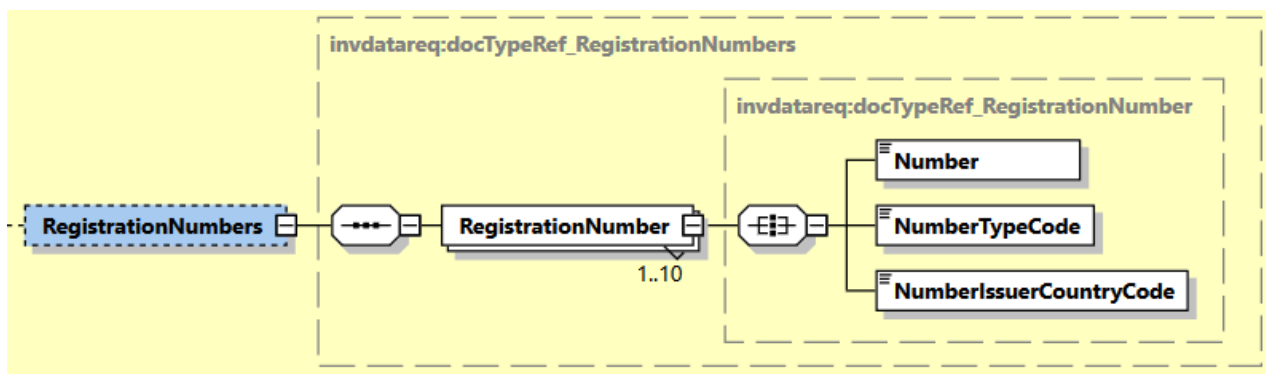 invdatareq:docTypeRef_RegistrationNumbers
invdatareq:docTypeRef_RegistrationNumber
Number
RegistrationNumbers
RegistrationNumber
NumberTypeCode
1..10
NumberIssuerCountryCode